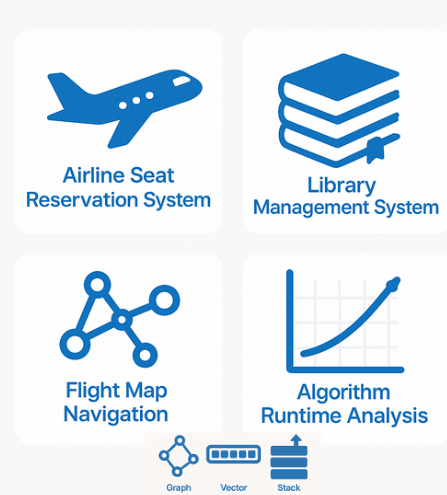 Airline Seat
Reservation System
Library
Management System
Flight Map
Navigation
Algorithm
Runtime Analysis
Graph
Vector
Stack